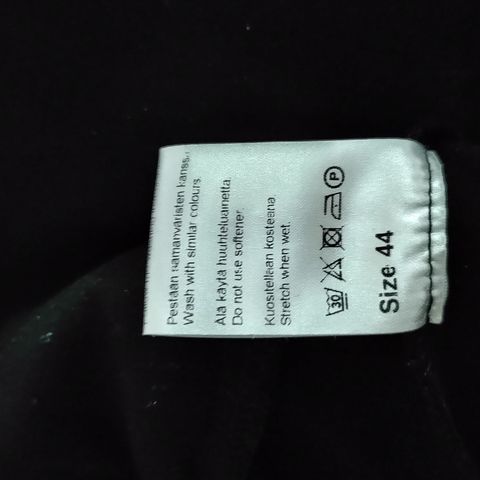 Pestään samanväristen kanssa
Wash with similar colours.
Älä käytä huuhteluainetta.
Do not use softener.
Kuositellaan kosteana
Stretch when wet.
30 P
Size 44